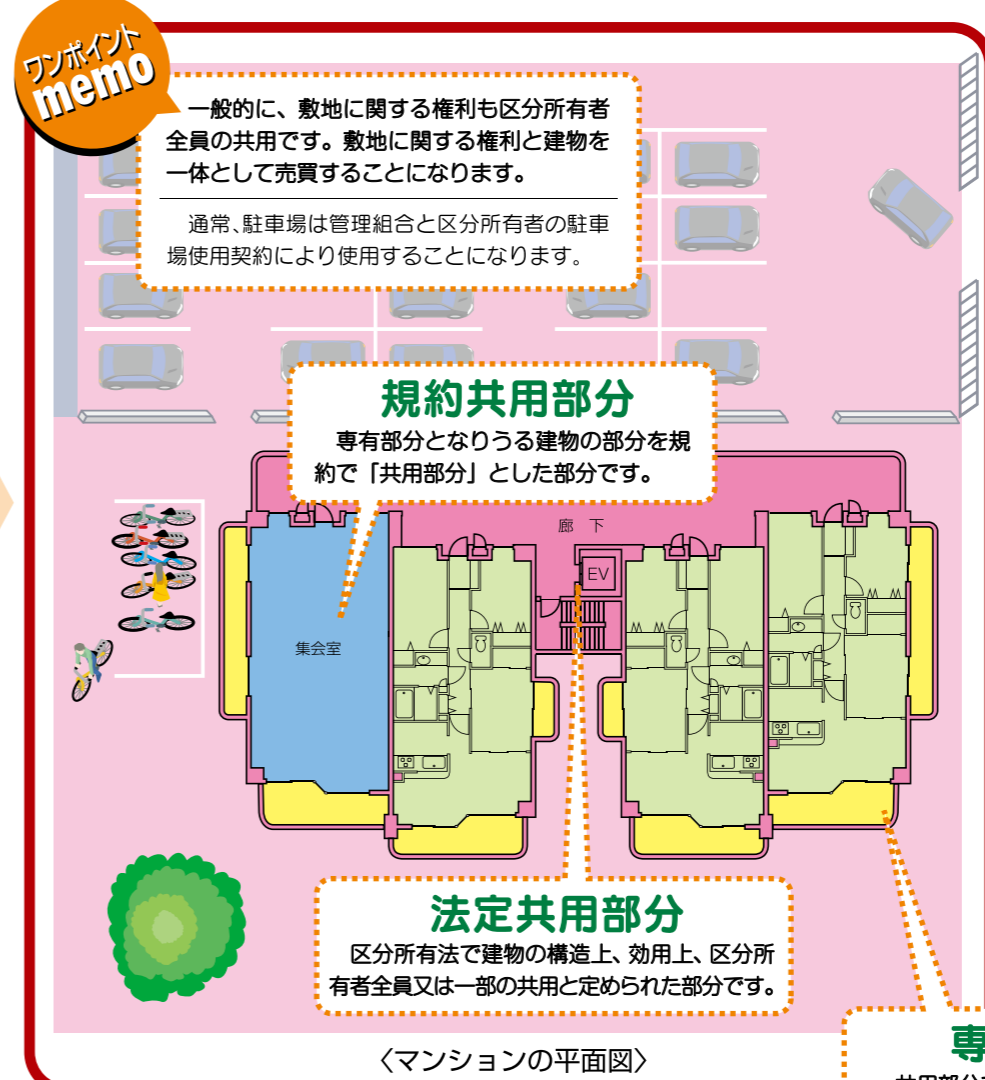 ワンポイント
memo
一般的に、敷地に関する権利も区分所有者
全員の共用です。敷地に関する権利と建物を
一体として売買することになります。
通常、駐車場は管理組合と区分所有者の駐車
場使用契約により使用することになります。
規約共用部分
専有部分となりうる建物の部分を規
約で「共用部分」とした部分です。
廊 下
EV
集会室
法定共用部分
区分所有法で建物の構造上、効用上、区分所
有者全員又は一部の共用と定められた部分です。
専
共用部分
〈マンションの平面図〉